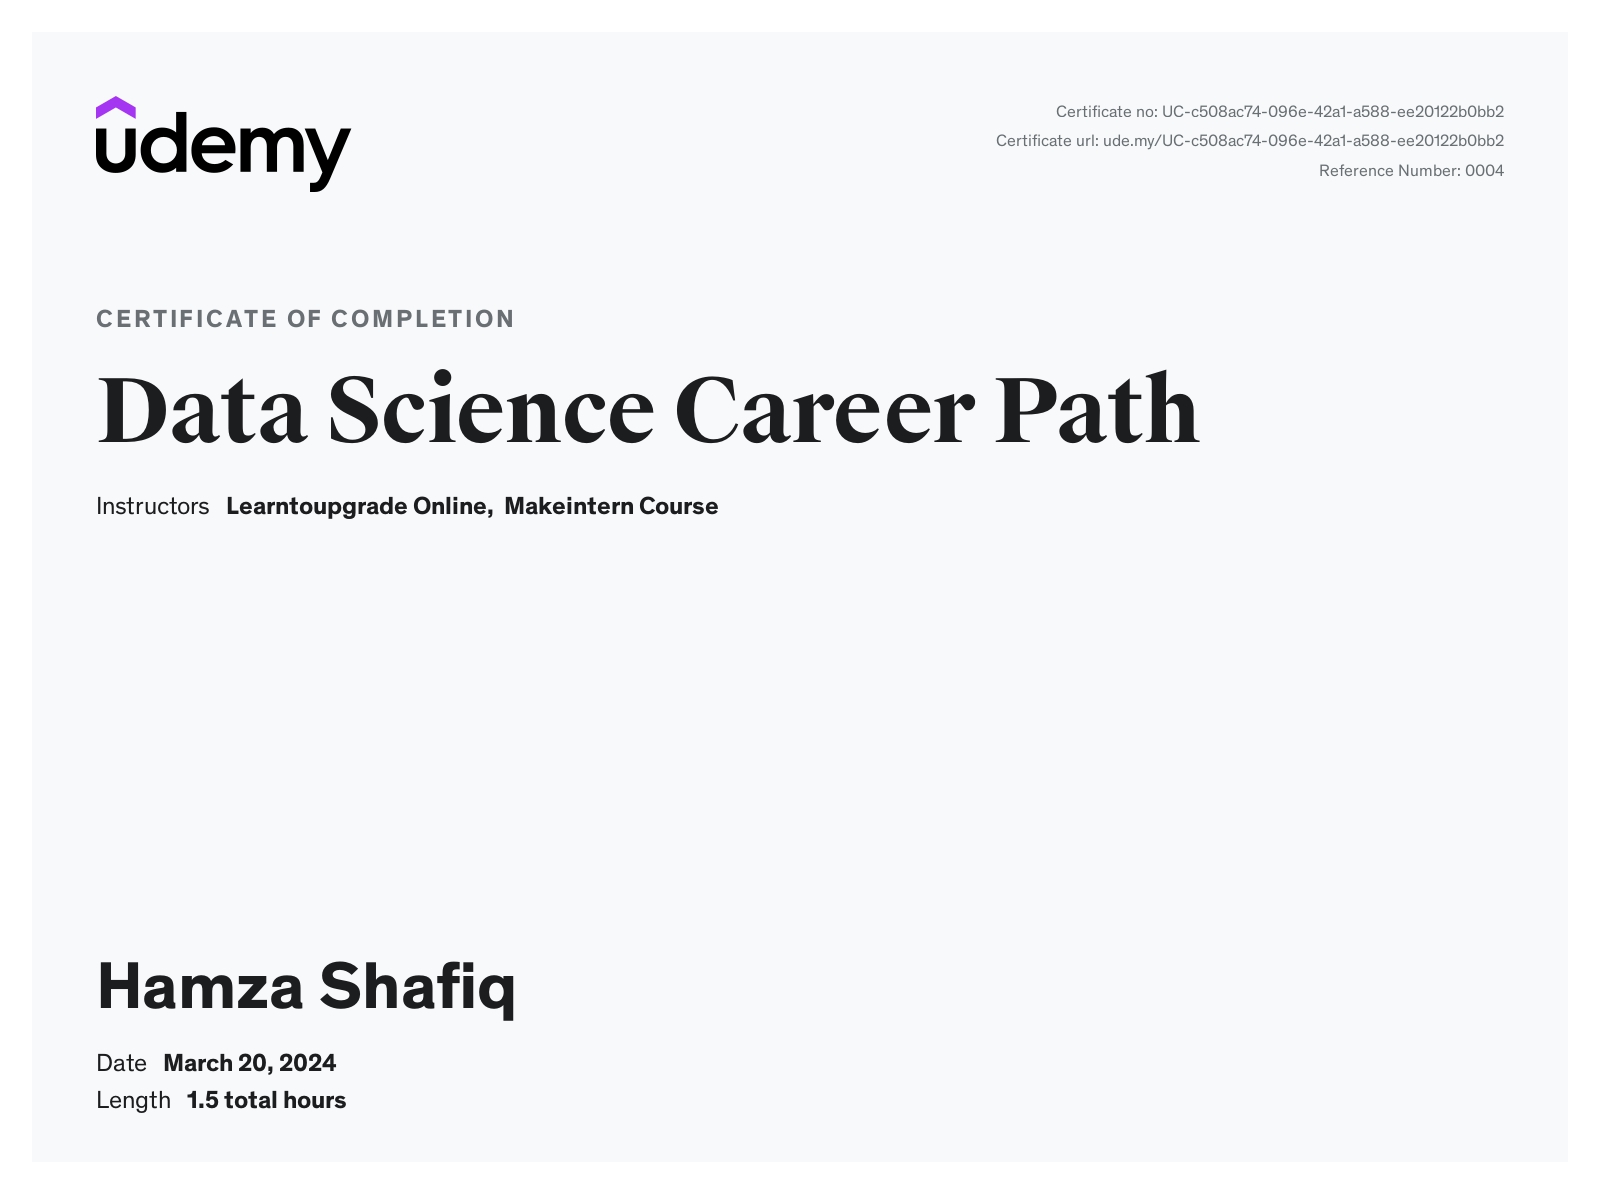 udemy
Certificate no: UC-c508ac74-096e-42a1-a588-ee20122b0bb2
Certificate url: ude.my/UC-c508ac74-096e-42a1-a588-ee20122b0bb2
Reference Number: 0004
CERTIFICATE OF COMPLETION
Data Science Career Path
Instructors Learntoupgrade Online, Makeintern Course
Hamza Shafiq
Date March 20, 2024
Length 1.5 total hours